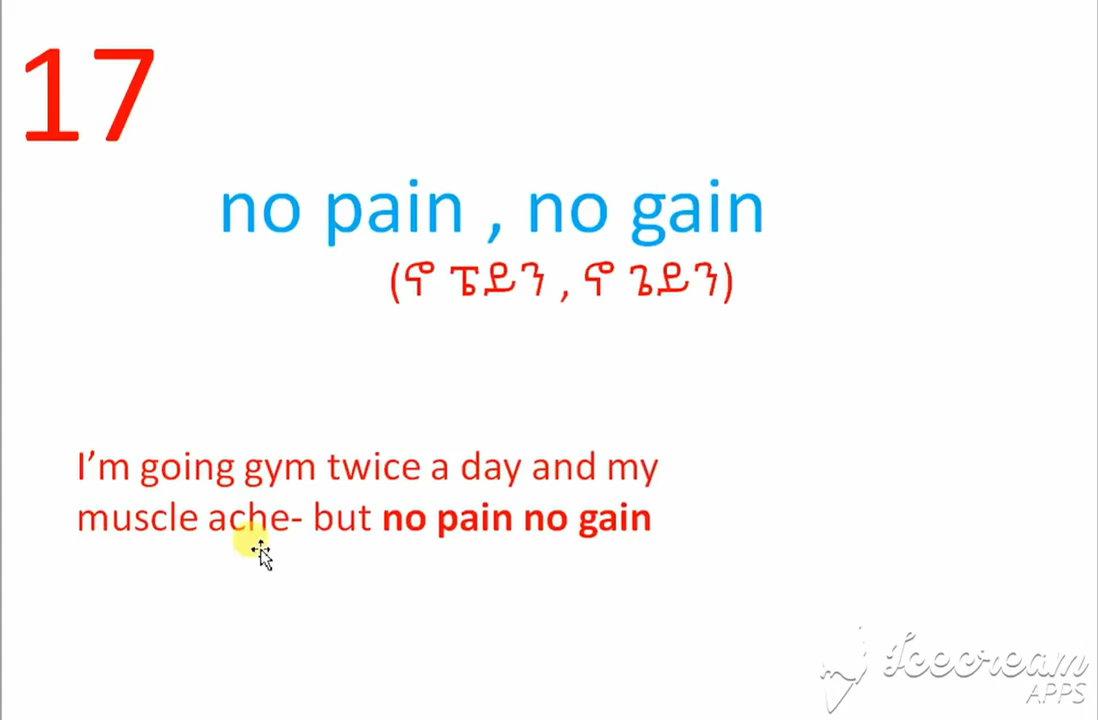 17
no pain , no gain
(ኖ ፔይን , ኖ ጌይን)
I’m going gym twice a day and my
muscle ache- but no pain no gain
Icecream
APPS